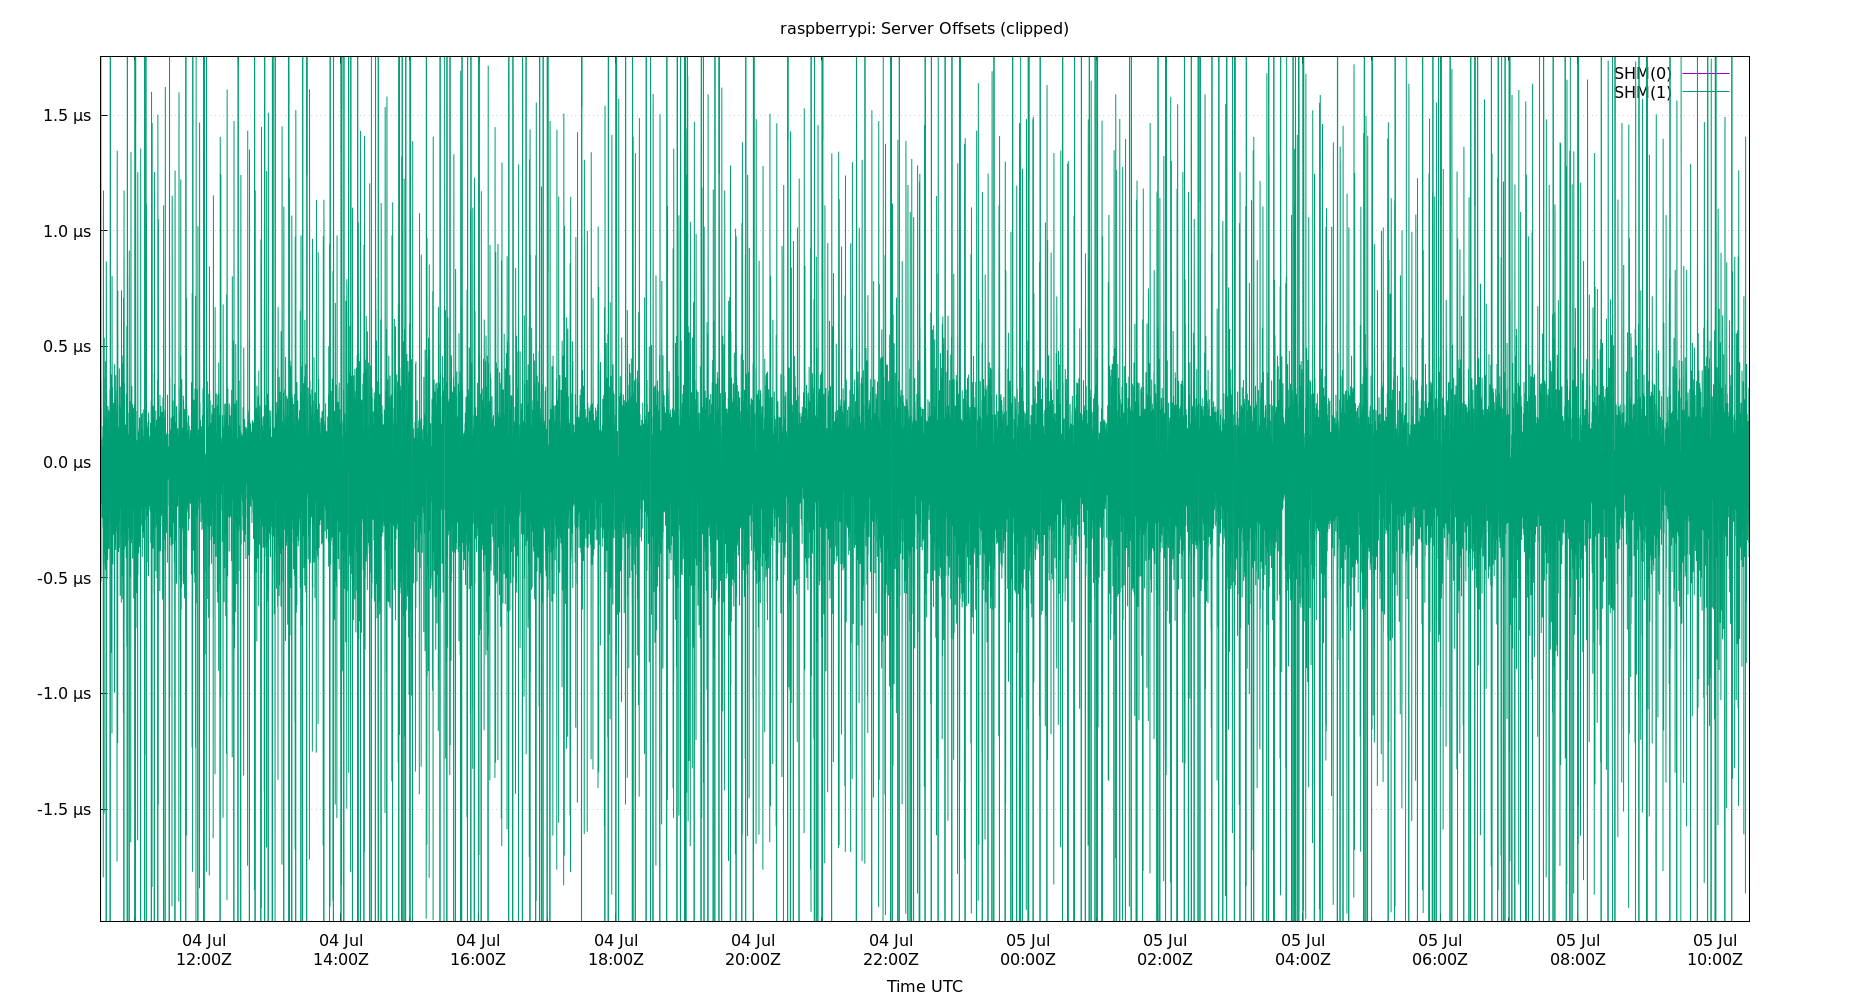 raspberrypi: Server Offsets (clipped)
SHM(0)
SHM(1)
1.5 µs
1.0 µs
0.5 µs
0.0 µs
-0.5 µs
-1.0 µs
-1.5 µs
04 Jul 04 Jul 04 Jul 04 Jul 04 Jul 04 Jul 05 Jul 05 Jul 05 Jul 05 Jul 05 Jul 05 Jul
12:00Z 14:00Z 16:00Z 18:00Z 20:00Z 22:00Z 00:00Z 02:00Z 04:00Z 06:00Z 08:00Z 10:00Z
Time UTC